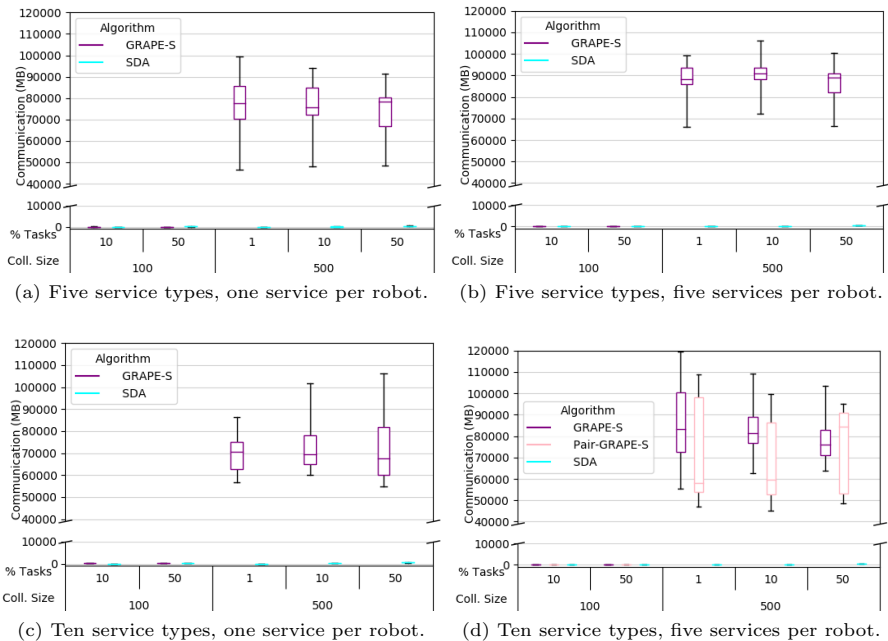 Algorithm
GRAPE-S
SDA
Communication (MB)
120000
110000
100000
90000
80000
70000
60000
50000
40000
10000
0
% Tasks
10 50 1 10 50
Coll. Size
100 500
(a) Five service types, one service per robot.
Algorithm
GRAPE-S
SDA
Communication (MB)
120000
110000
100000
90000
80000
70000
60000
50000
40000
10000
0
% Tasks
10 50 1 10 50
Coll. Size
100 500
(b) Five service types, five services per robot.
Algorithm
GRAPE-S
SDA
Communication (MB)
120000
110000
100000
90000
80000
70000
60000
50000
40000
10000
0
% Tasks
10 50 1 10 50
Coll. Size
100 500
(c) Ten service types, one service per robot.
Algorithm
GRAPE-S
Pair-GRAPE-S
SDA
Communication (MB)
120000
110000
100000
90000
80000
70000
60000
50000
40000
10000
0
% Tasks
10 50 1 10 50
Coll. Size
100 500
(d) Ten service types, five services per robot.